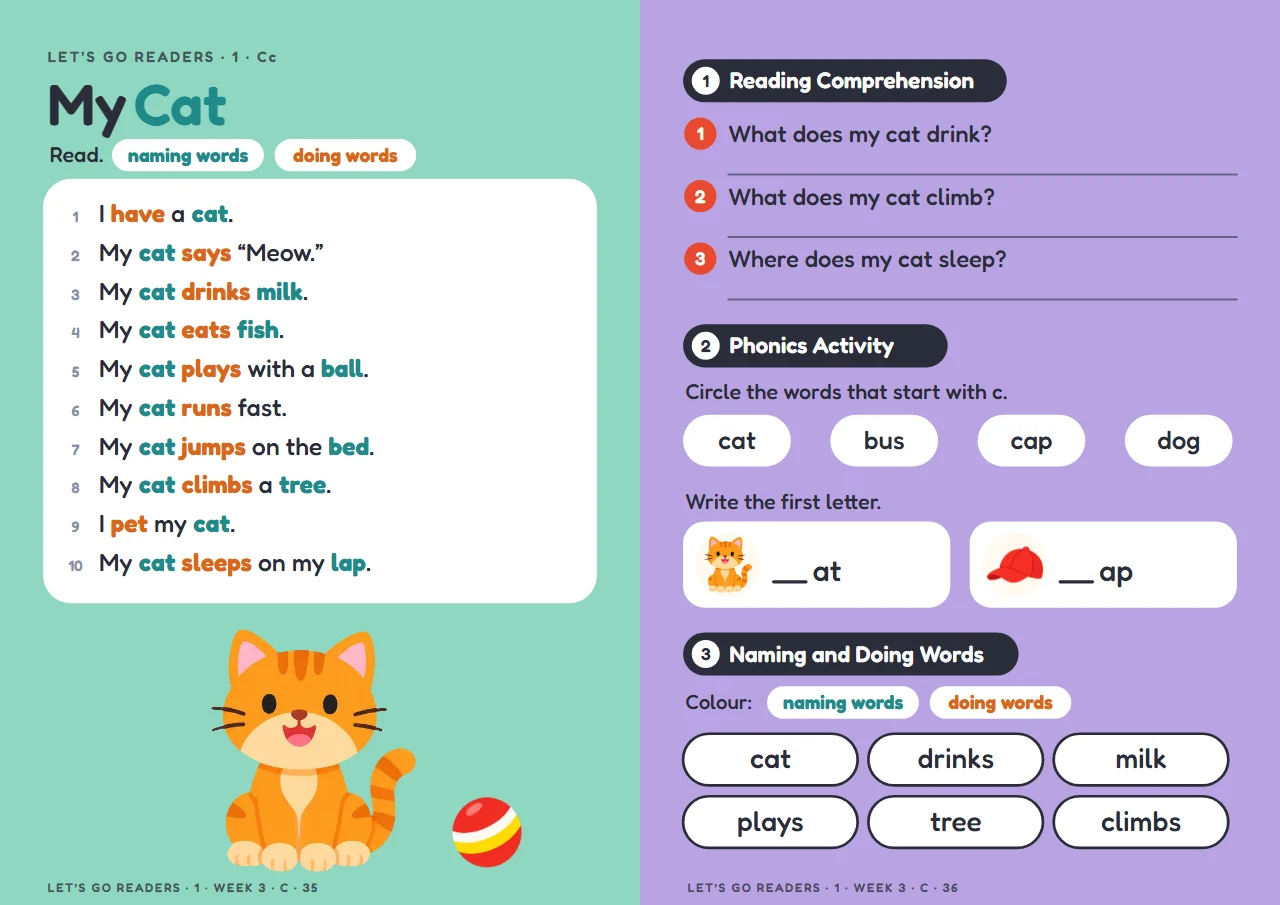 LET'S GO READERS · 1 · Cc
My Cat
Read. naming words doing words
1 I have a cat.
2 My cat says “Meow.”
3 My cat drinks milk.
4 My cat eats fish.
5 My cat plays with a ball.
6 My cat runs fast.
7 My cat jumps on the bed.
8 My cat climbs a tree.
9 I pet my cat.
10 My cat sleeps on my lap.
LET'S GO READERS · 1 · WEEK 3 · C · 35
1 Reading Comprehension
1 What does my cat drink?
2 What does my cat climb?
3 Where does my cat sleep?
2 Phonics Activity
Circle the words that start with c.
cat bus cap dog
Write the first letter.
__at __ap
3 Naming and Doing Words
Colour: naming words doing words
cat drinks milk
plays tree climbs
LET'S GO READERS · 1 · WEEK 3 · C · 36